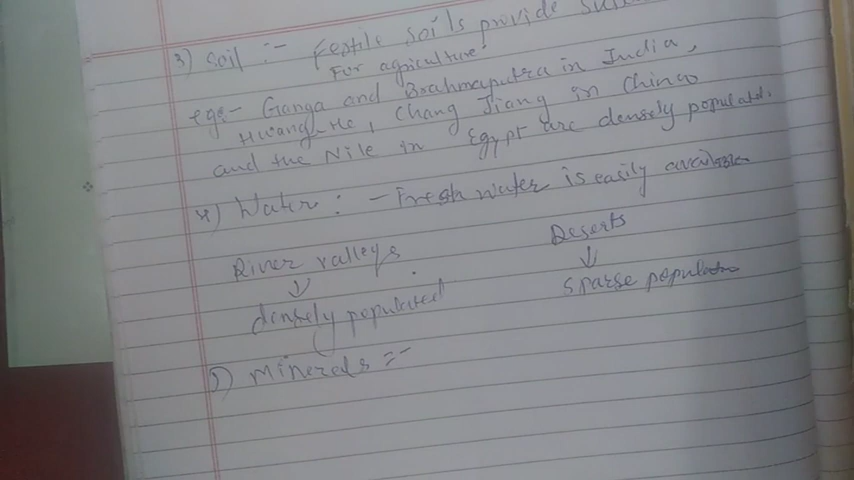 3) Soil :- Fertile soils provide
For agriculture
egs- Ganga and Brahmaputra in India,
Hwang-He, Chang Jiang in China
and the Nile in Egypt are densely populated.
4) Water : - Fresh water is easily available
River valleys
↓
densely populated
Deserts
↓
sparse population
5) Minerals :-